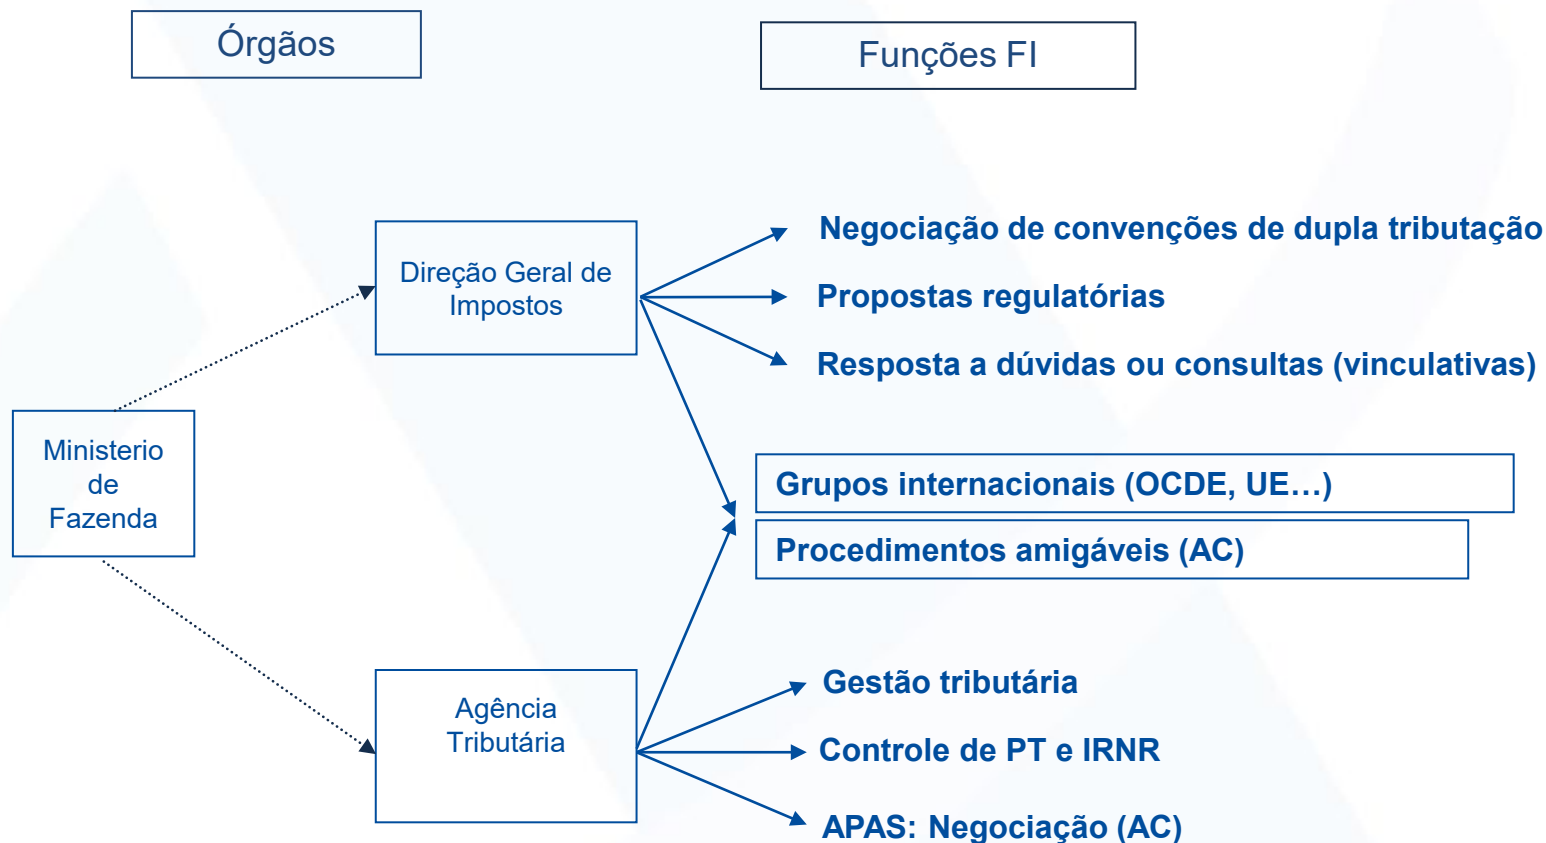 Órgãos
Funções FI
Direção Geral de
Impostos
Negociação de convenções de dupla tributação
Propostas regulatórias
Resposta a dúvidas ou consultas (vinculativas)
Ministerio
de
Fazenda
Grupos internacionais (OCDE, UE…)
Procedimentos amigáveis (AC)
Agência
Tributária
Gestão tributária
Controle de PT e IRNR
APAS: Negociação (AC)